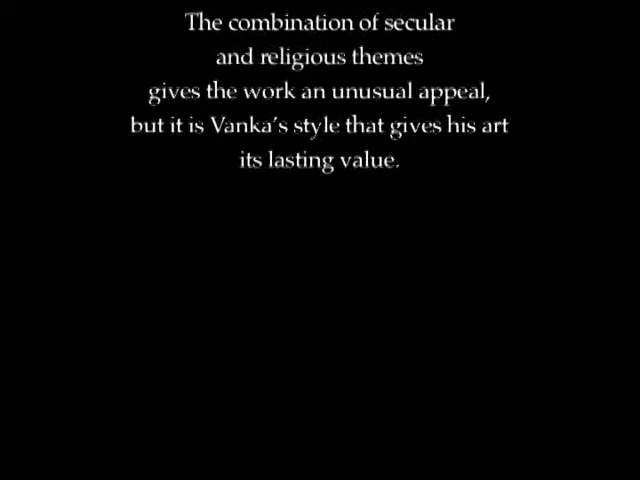 The combination of secular
and religious themes
gives the work an unusual appeal,
but it is Vanka's style that gives his art
its lasting value.